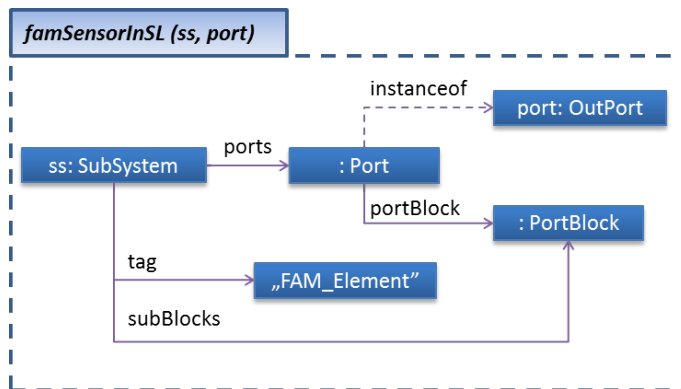 famSensorInSL (ss, port)
instanceof
port: OutPort
ports
ss: SubSystem
: Port
portBlock
: PortBlock
tag
„FAM_Element”
subBlocks